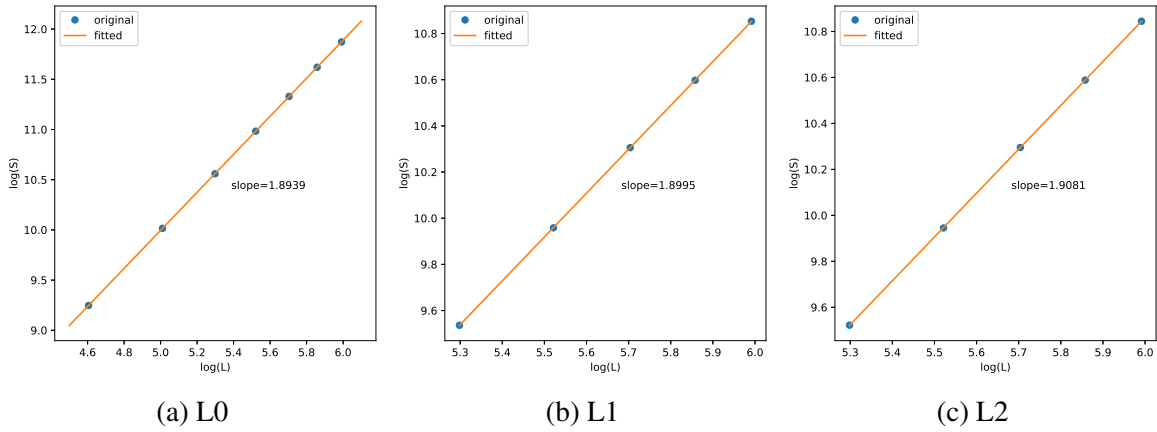 original
fitted
12.0
11.5
11.0
10.5
10.0
9.5
9.0
log(S)
slope=1.8939
4.6 4.8 5.0 5.2 5.4 5.6 5.8 6.0
log(L)
(a) L0
original
fitted
10.8
10.6
10.4
10.2
10.0
9.8
9.6
log(S)
slope=1.8995
5.3 5.4 5.5 5.6 5.7 5.8 5.9 6.0
log(L)
(b) L1
original
fitted
10.8
10.6
10.4
10.2
10.0
9.8
9.6
log(S)
slope=1.9081
5.3 5.4 5.5 5.6 5.7 5.8 5.9 6.0
log(L)
(c) L2